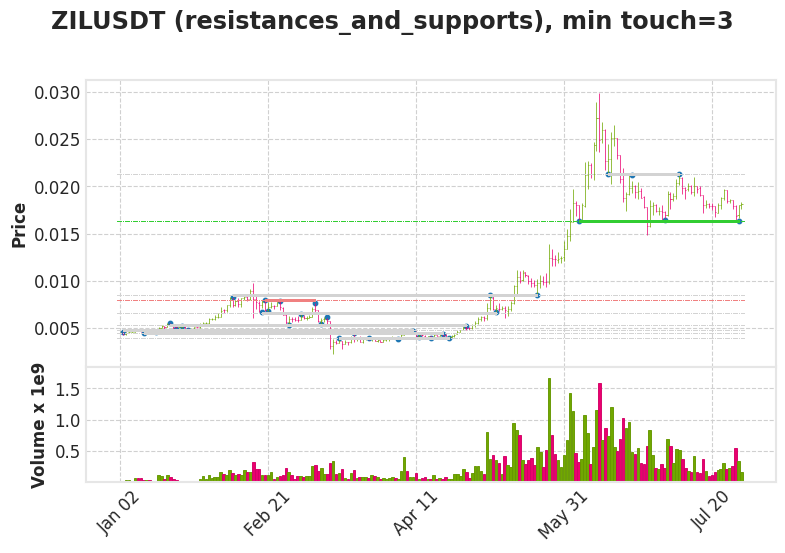 ZILUSDT (resistances_and_supports), min touch=3
Price
0.030
0.025
0.020
0.015
0.010
0.005
Volume x 1e9
1.5
1.0
0.5
Jan 02
Feb 21
Apr 11
May 31
Jul 20